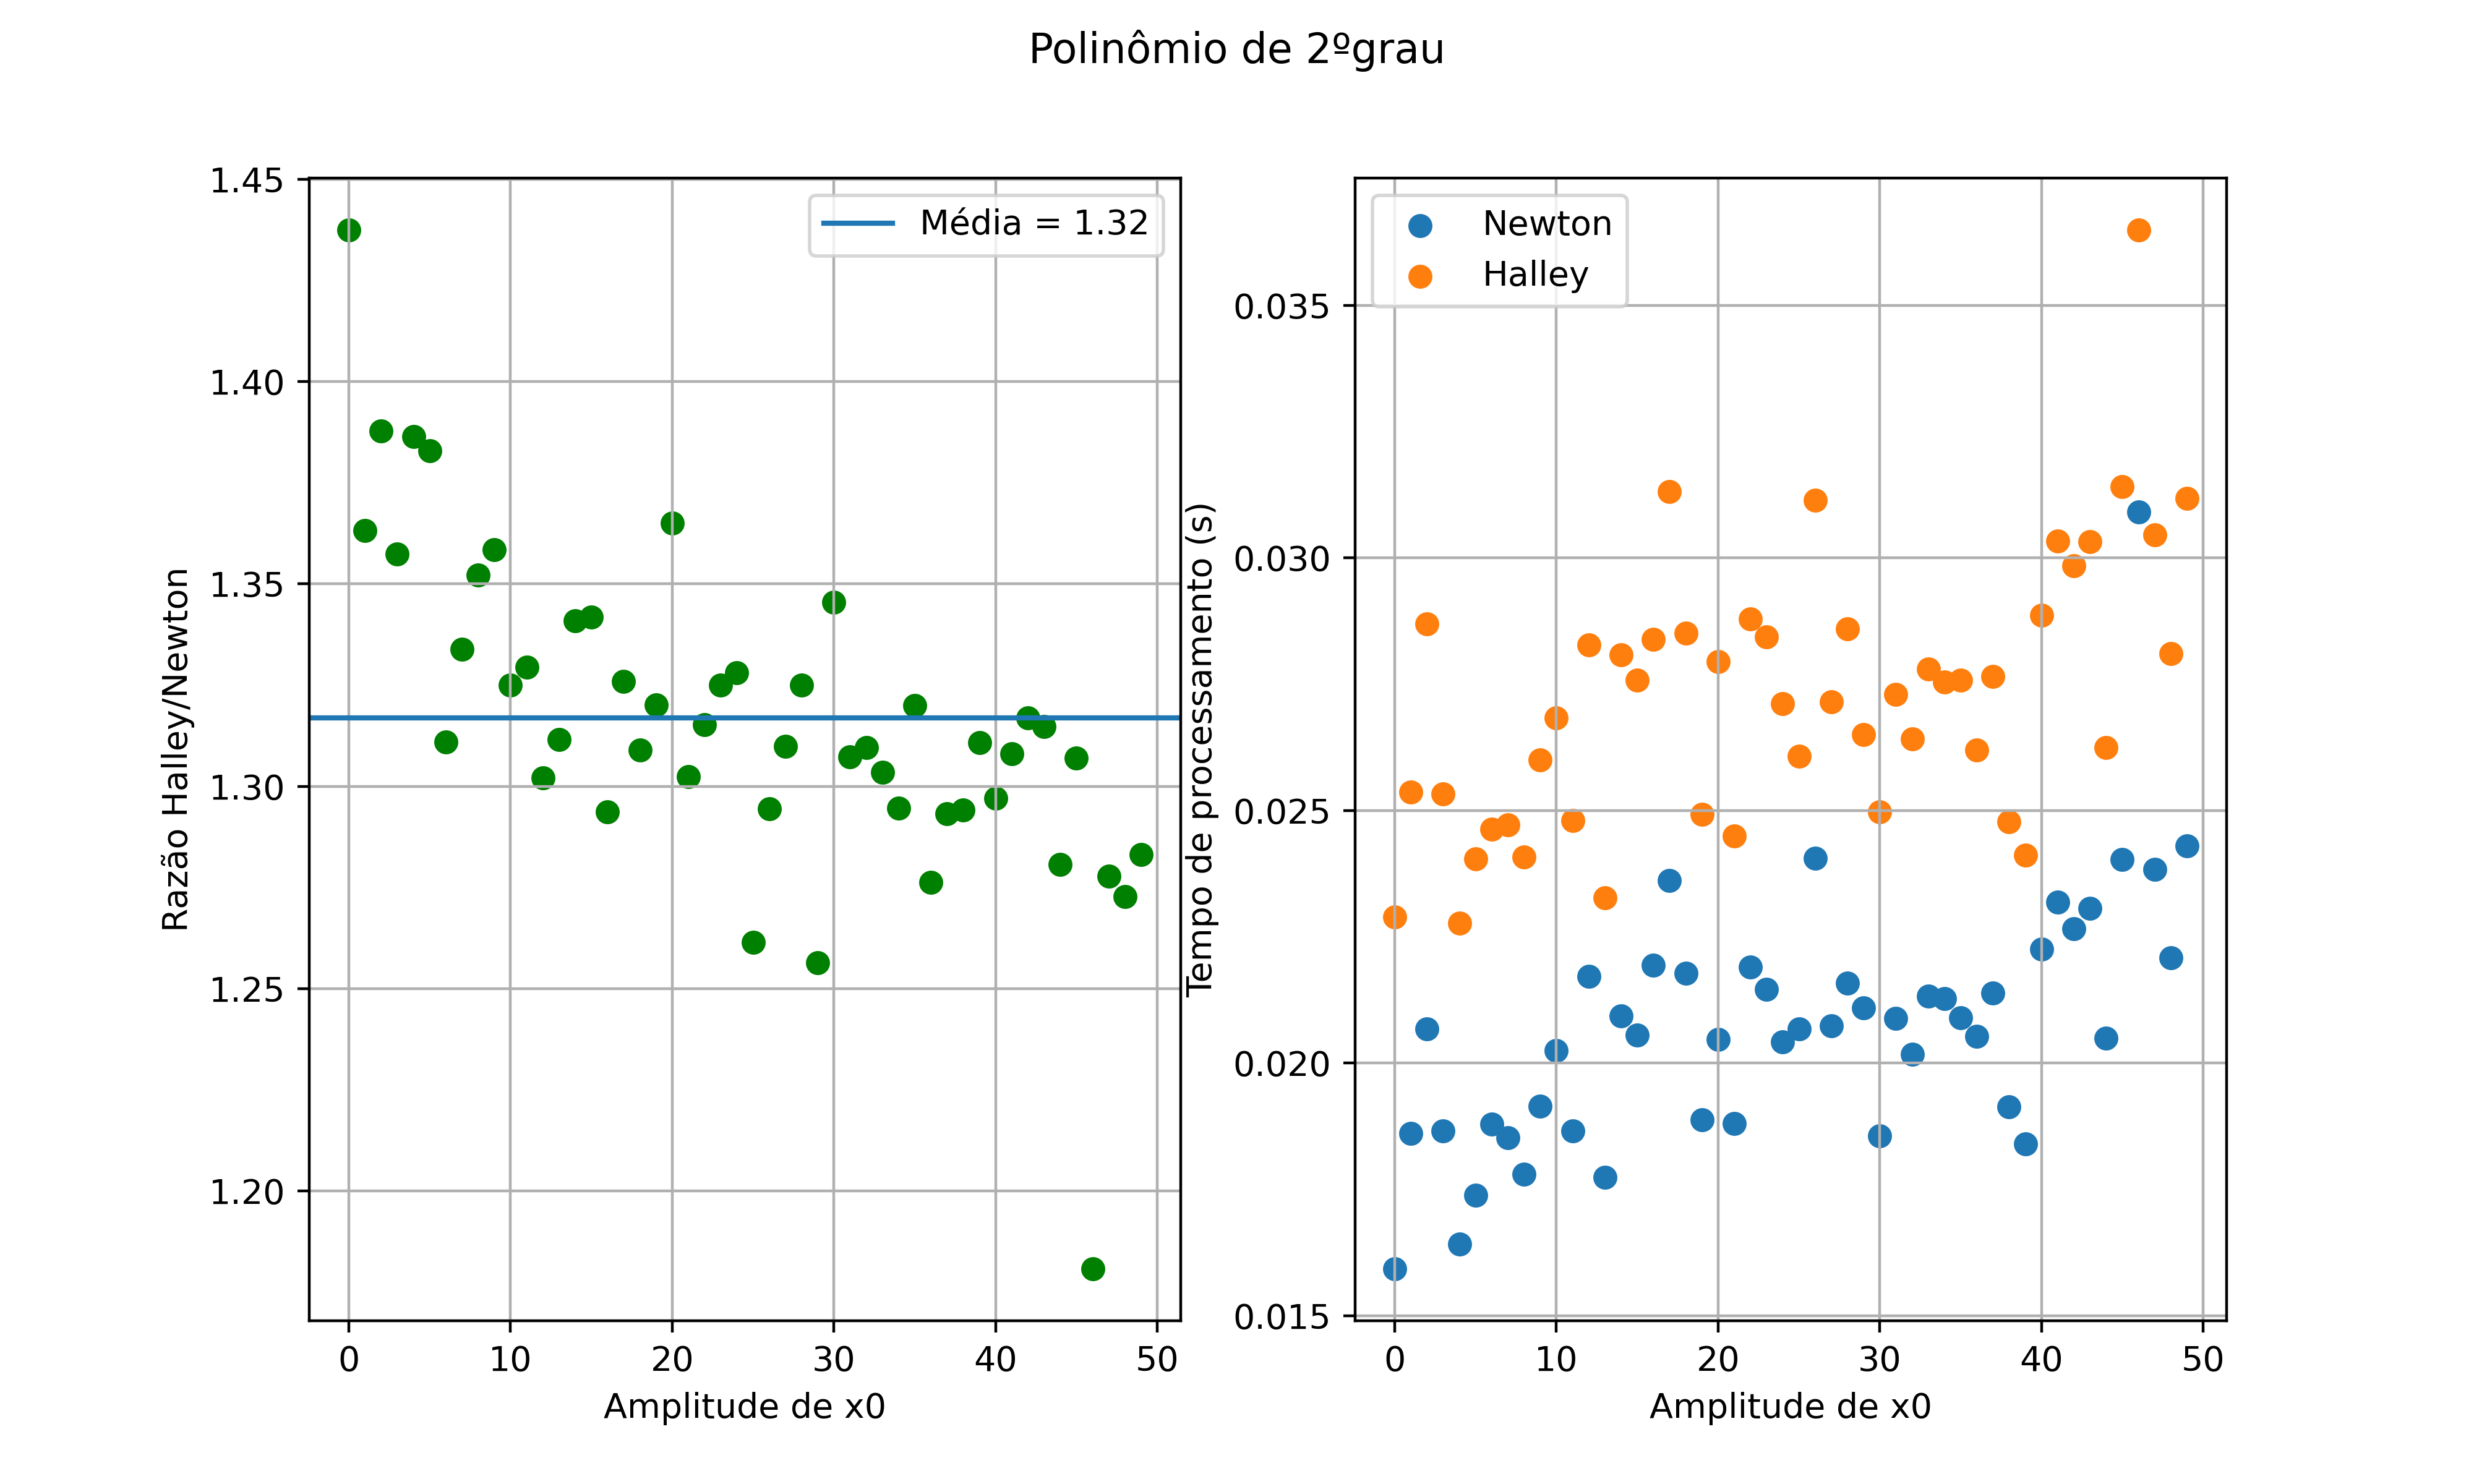 Polinômio de 2ºgrau
Média = 1.32
1.45
1.40
1.35
1.30
1.25
1.20
Razão Halley/Newton
0 10 20 30 40 50
Amplitude de x0
Newton
Halley
0.035
0.030
0.025
0.020
0.015
Tempo de processamento (s)
0 10 20 30 40 50
Amplitude de x0